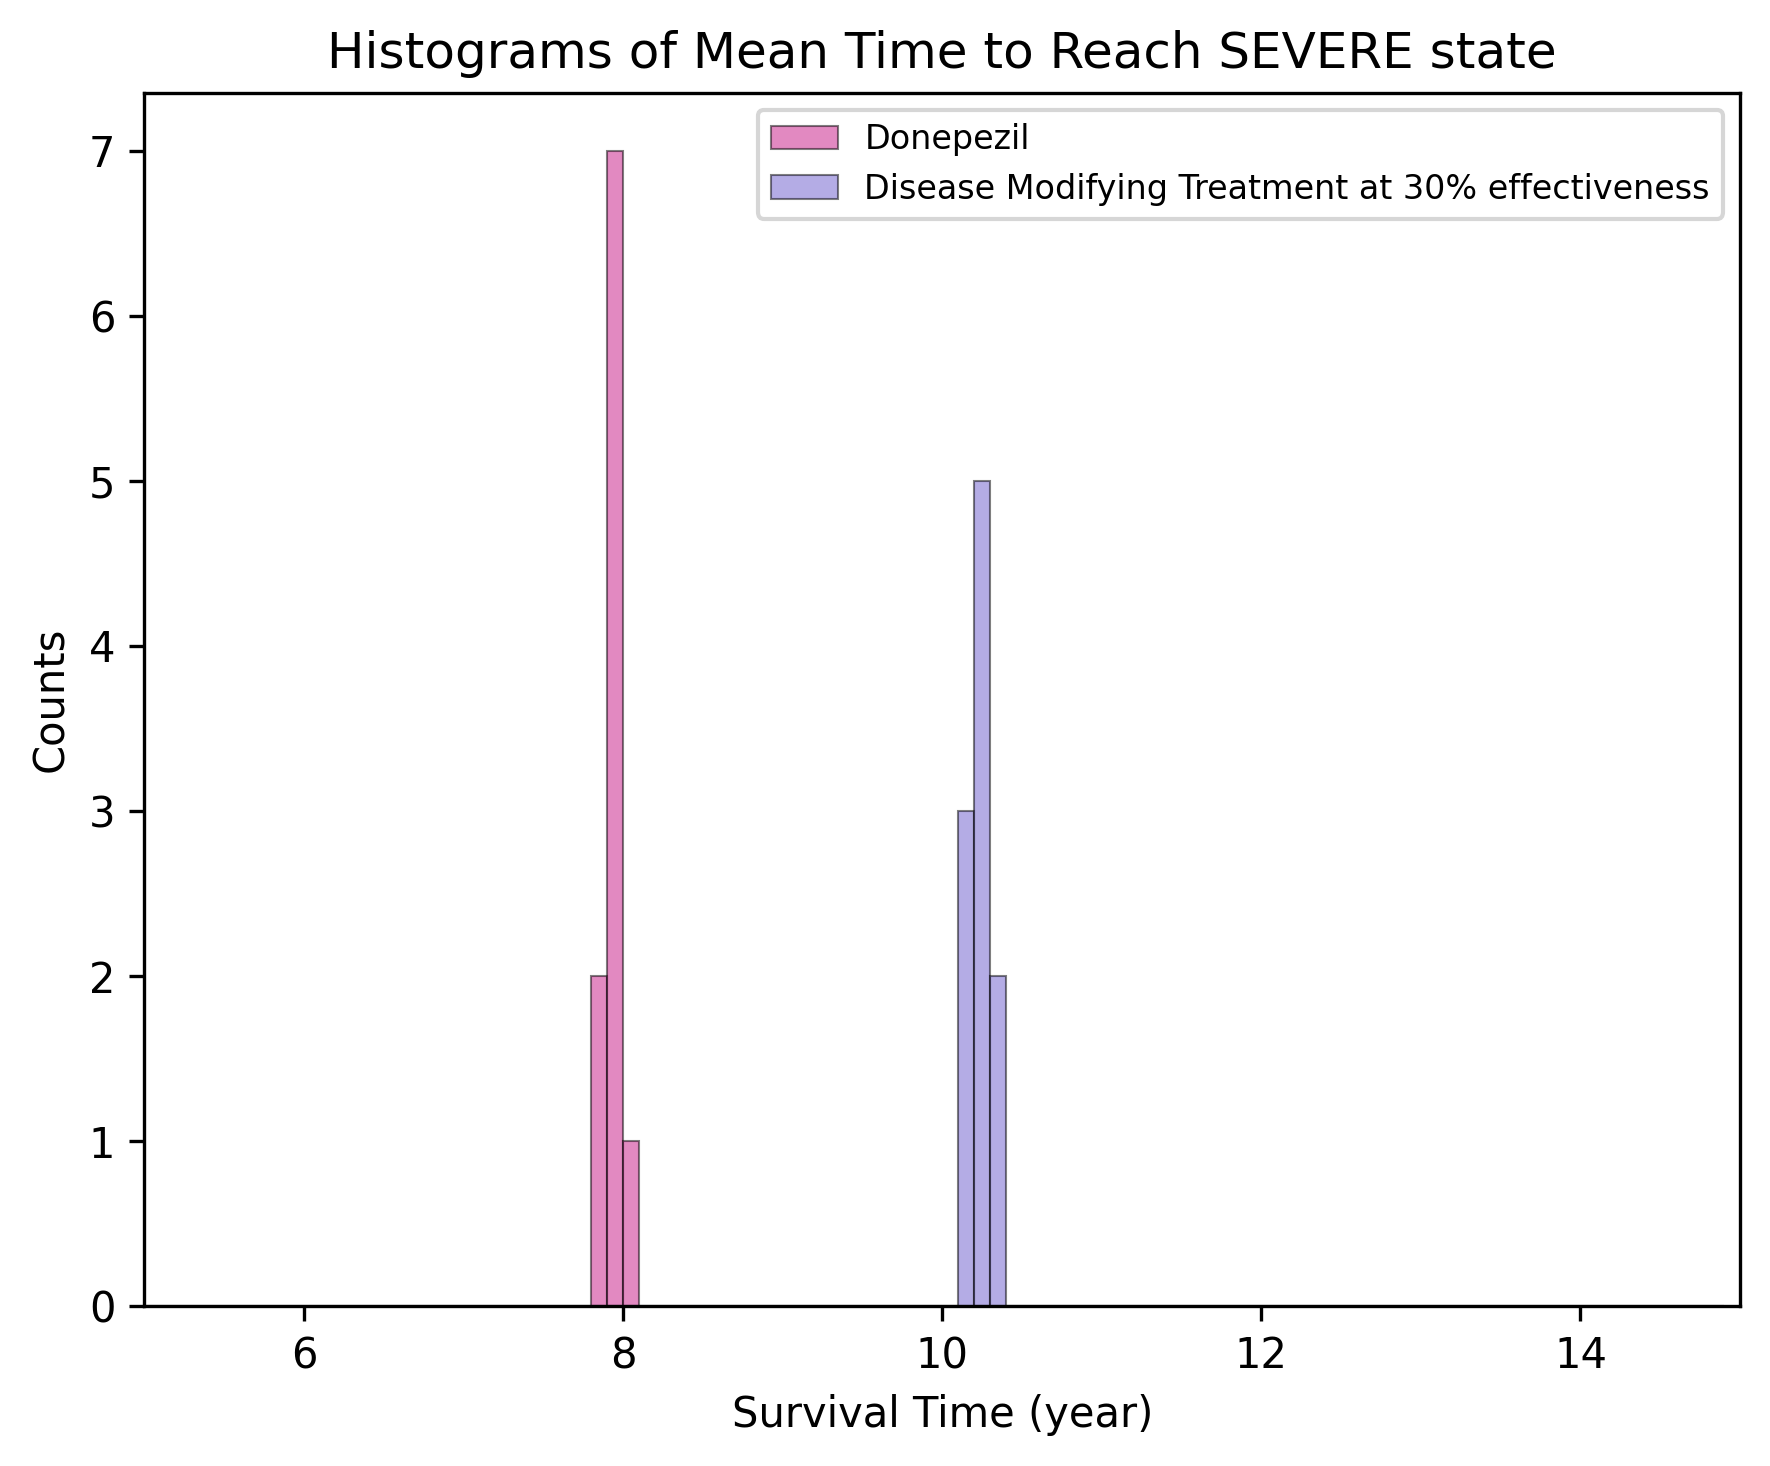 Histograms of Mean Time to Reach SEVERE state
Donepezil
Disease Modifying Treatment at 30% effectiveness
7
6
5
4
3
2
1
0
Counts
6 8 10 12 14
Survival Time (year)